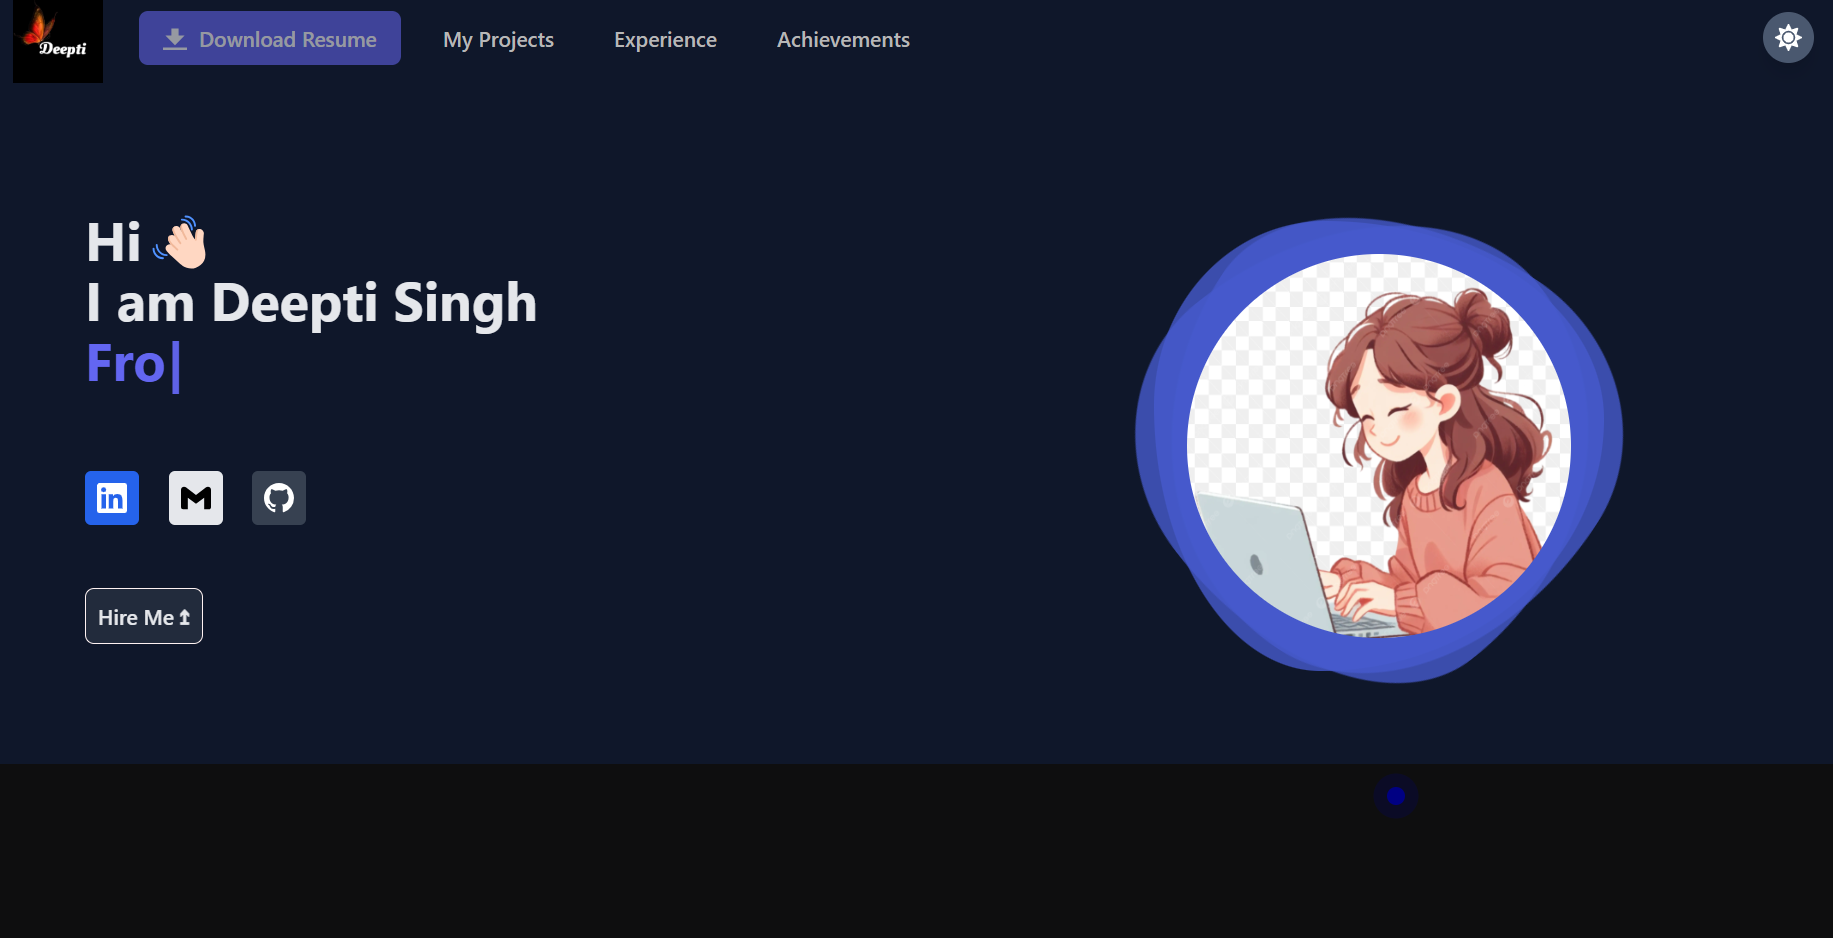 Deepti
Download Resume
My Projects
Experience
Achievements
Hi
I am Deepti Singh
Fro|
in
Hire Me